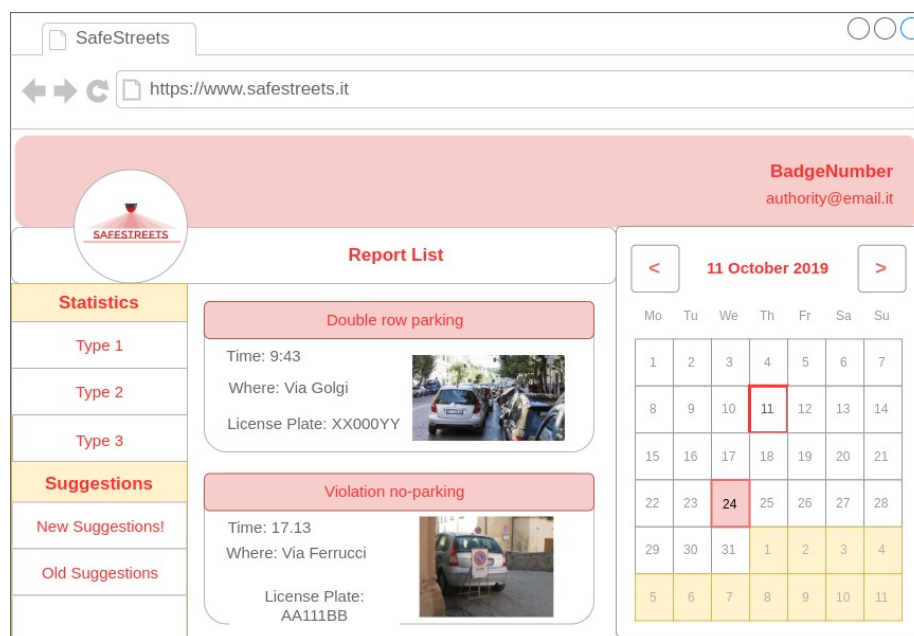 SafeStreets
https://www.safestreets.it
BadgeNumber
authority@email.it
SAFESTREETS
Report List
Statistics
Type 1
Type 2
Type 3
Suggestions
New Suggestions!
Old Suggestions
Double row parking
Time: 9:43
Where: Via Golgi
License Plate: XX000YY
Violation no-parking
Time: 17.13
Where: Via Ferrucci
License Plate:
AA111BB
< 11 October 2019 >
Mo Tu We Th Fr Sa Su
1 2 3 4 5 6 7
8 9 10 11 12 13 14
15 16 17 18 19 20 21
22 23 24 25 26 27 28
29 30 31 1 2 3 4
5 6 7 8 9 10 11